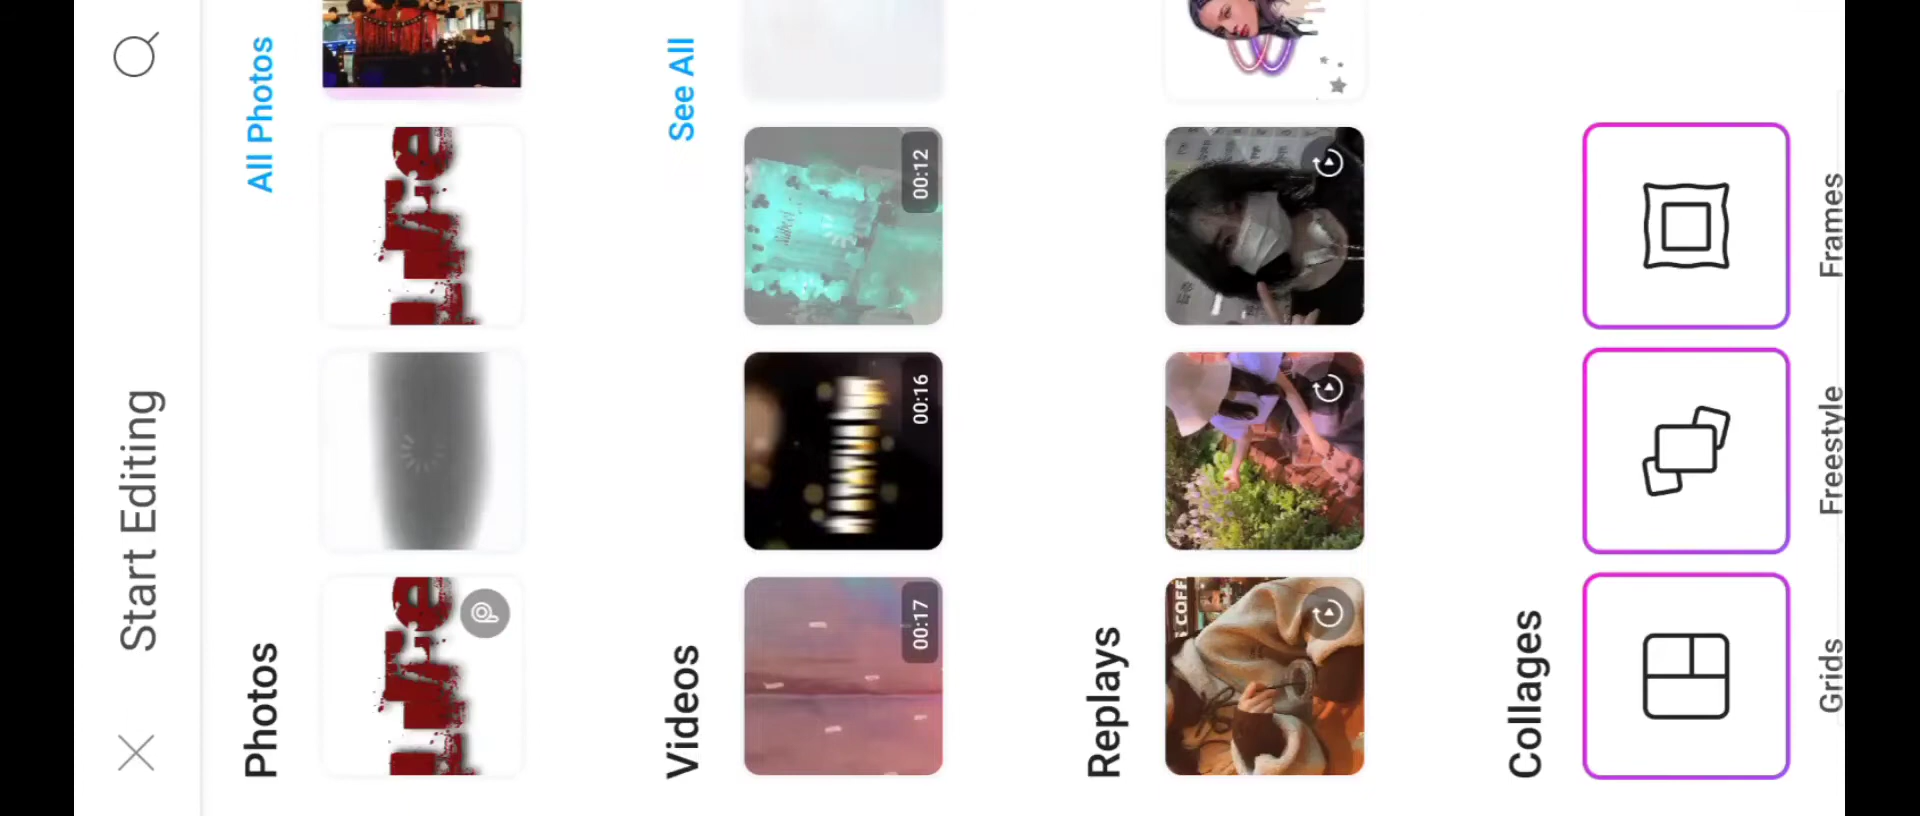 Start Editing
Photos
All Photos
Videos
See All
00:17
00:16
00:12
Replays
S COFF
Collages
Grids
Freestyle
Frames